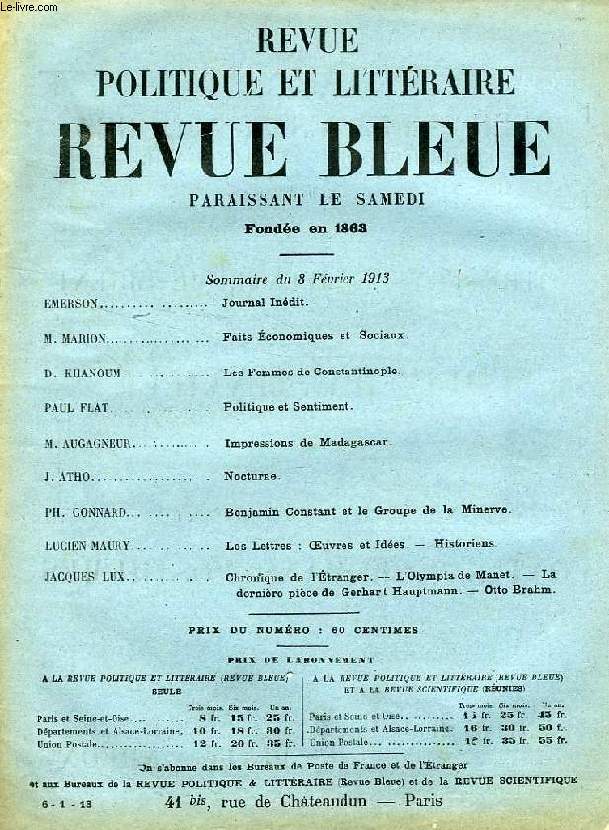 Le-livre.com
REVUE
POLITIQUE ET LITTÉRAIRE
REVUE BLEUE
PARAISSANT LE SAMEDI
Fondée en 1863
Sommaire du 8 Février 1913
EMERSON.................... Journal Inédit.
M. MARION.................. Faits Économiques et Sociaux.
D. KHANOUM ............ Les Femmes de Constantinople.
PAUL FLAT.................. Politique et Sentiment.
M. AUGAGNEUR............. Impressions de Madagascar.
J. ATHO.................... Nocturne.
PH. GONNARD............... Benjamin Constant et le Groupe de la Minerve.
LUCIEN MAURY............. Les Lettres : Œuvres et Idées. — Historiens.
JACQUES LUX.............. Chronique de l'Étranger. — L'Olympia de Manet. — La
dernière pièce de Gerhart Hauptmann. — Otto Brahm.
PRIX DU NUMÉRO : 60 CENTIMES
PRIX DE L'ABONNEMENT
A LA REVUE POLITIQUE ET LITTÉRAIRE (REVUE BLEUE)
SEULE
Trois mois. Six mois. Un an.
Paris et Seine-et-Oise........... 8 fr. 15 fr. 25 fr.
Départements et Alsace-Lorraine. 10 fr. 18 fr. 30 fr.
Union Postale.................. 12 fr. 20 fr. 35 fr.
A LA REVUE POLITIQUE ET LITTÉRAIRE (REVUE BLEUE)
ET A LA REVUE SCIENTIFIQUE (RÉUNIES)
Trois mois. Six mois. Un an.
Paris et Seine et Oise........... fr. 25 fr. 45 fr.
Départements et Alsace-Lorraine. 16 fr. 30 fr. 50 f.
Union Postale.................. fr. 35 fr. 55 fr.
On s'abonne dans les Bureaux de Poste de France et de l'Étranger
et aux Bureaux de la REVUE POLITIQUE & LITTÉRAIRE (Revue Bleue) et de la REVUE SCIENTIFIQUE
6-1-13
41 bis, rue de Châteaudun — Paris